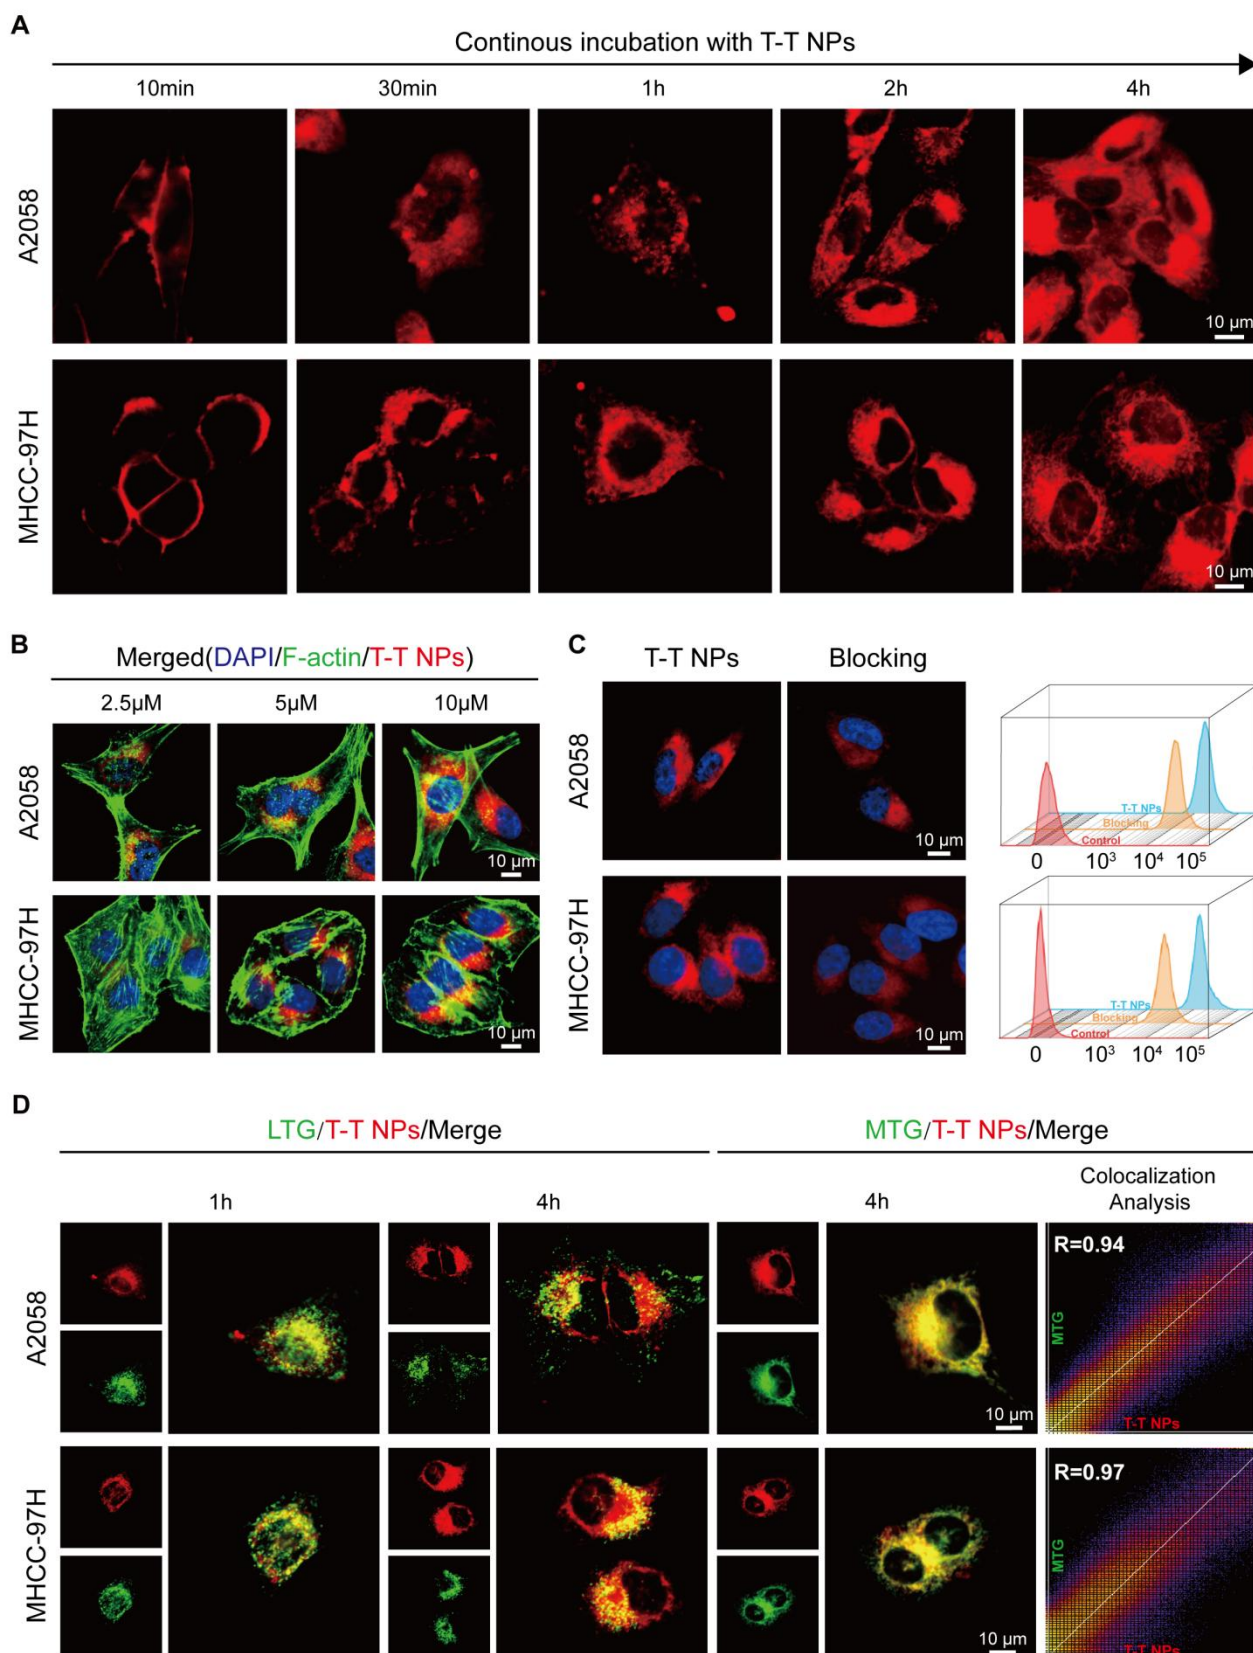 A
Continous incubation with T-T NPs
10min 30min 1h 2h 4h
A2058
10 µm
MHCC-97H
10 µm
B
Merged(DAPI/F-actin/T-T NPs)
2.5µM 5µM 10µM
A2058
10 µm
MHCC-97H
10 µm
C
T-T NPs Blocking
A2058
10 µm
T-T NPs
Blocking
Control
0 10³ 10⁴ 10⁵
MHCC-97H
10 µm
T-T NPs
Blocking
Control
0 10³ 10⁴ 10⁵
D
LTG/T-T NPs/Merge MTG/T-T NPs/Merge
1h 4h 4h Colocalization
Analysis
A2058
10 µm
R=0.94
MTG
T-T NPs
MHCC-97H
10 µm
R=0.97
MTG
T-T NPs